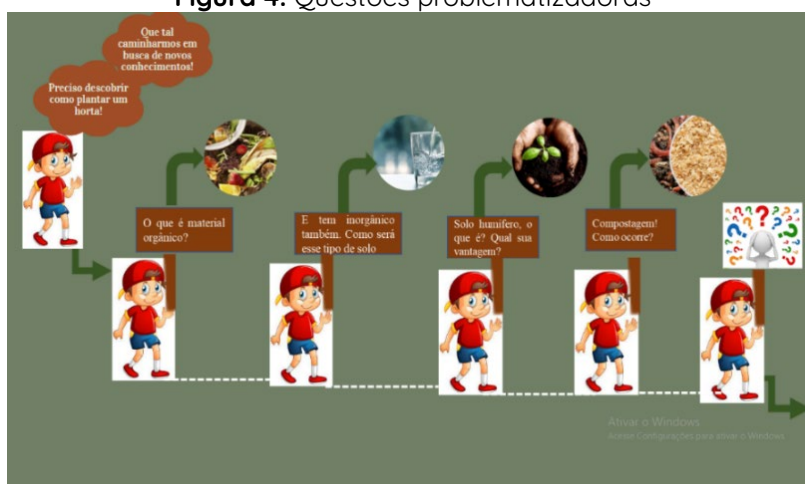 Figura 4: Questões problematizadoras
Que tal
caminharmos em
busca de novos
conhecimentos!
Preciso descobrir
como plantar um
horta!
O que é material
orgânico?
E tem inorgânico
também. Como será
esse tipo de solo
Solo humífero, o
que é? Qual sua
vantagem?
Compostagem!
Como ocorre?
Ativar o Windows
Acesse Configurações para ativar o Windows